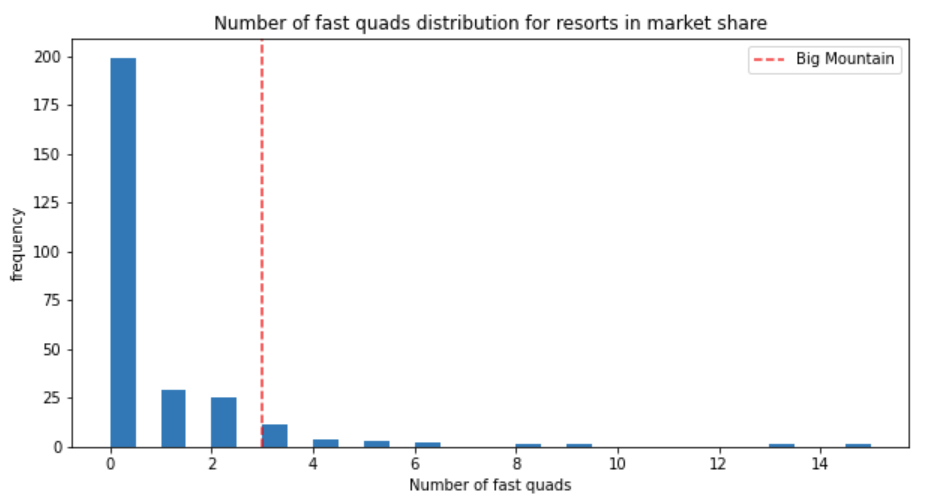 Number of fast quads distribution for resorts in market share
Big Mountain
200
175
150
125
100
75
50
25
0
frequency
0 2 4 6 8 10 12 14
Number of fast quads